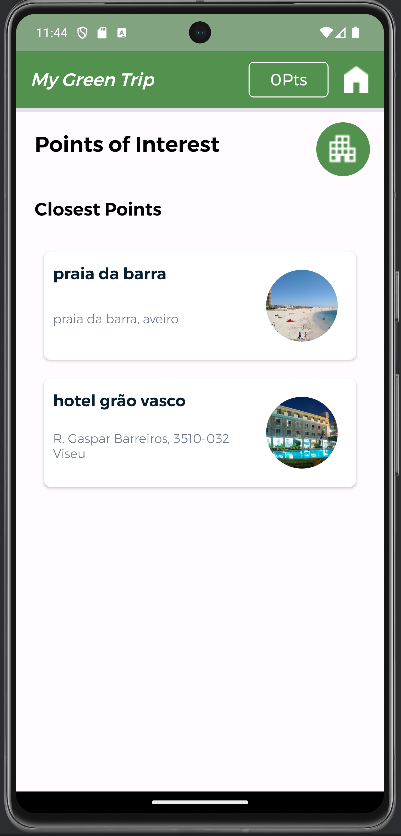 11:44
My Green Trip
0Pts
Points of Interest
Closest Points
praia da barra
praia da barra, aveiro
hotel grão vasco
R. Gaspar Barreiros, 3510-032
Viseu